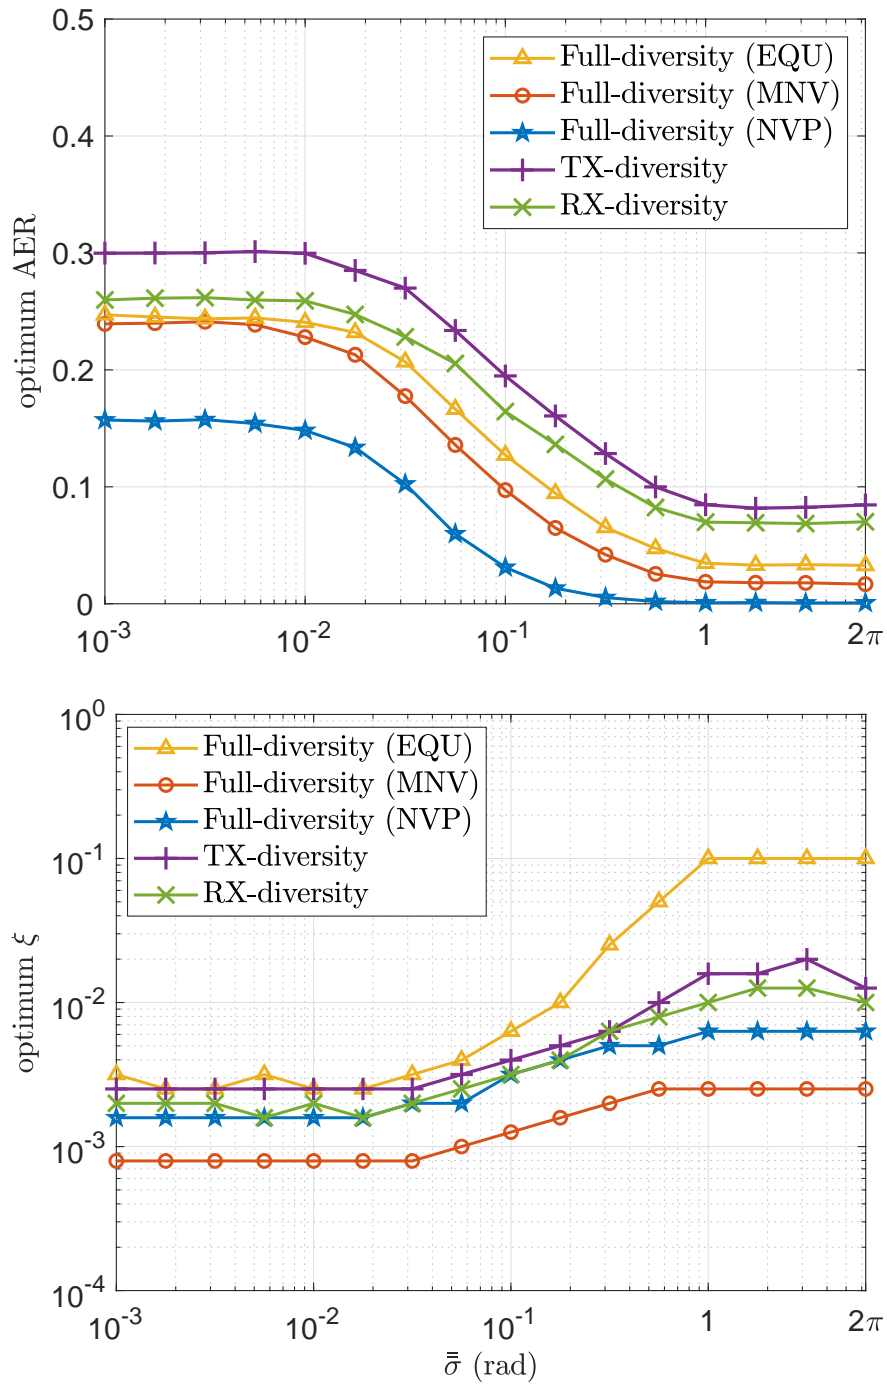 0.5
0.4
0.3
0.2
0.1
0
optimum AER
Full-diversity (EQU)
Full-diversity (MNV)
Full-diversity (NVP)
TX-diversity
RX-diversity
10^-3 10^-2 10^-1 1 2π
10^0
10^-1
10^-2
10^-3
10^-4
optimum ξ
Full-diversity (EQU)
Full-diversity (MNV)
Full-diversity (NVP)
TX-diversity
RX-diversity
10^-3 10^-2 10^-1 1 2π
σ̿ (rad)